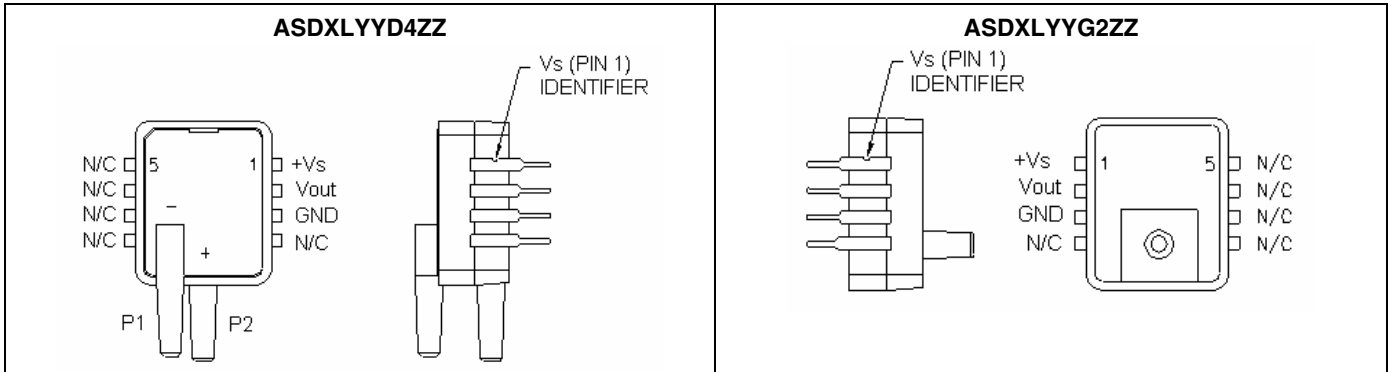 ASDXLYYD4ZZ
Vs (PIN 1)
IDENTIFIER
N/C 5 1 +Vs
N/C Vout
N/C - GND
N/C + N/C
P1 P2
ASDXLYYG2ZZ
Vs (PIN 1)
IDENTIFIER
+Vs 1 5 N/C
Vout N/C
GND N/C
N/C N/C